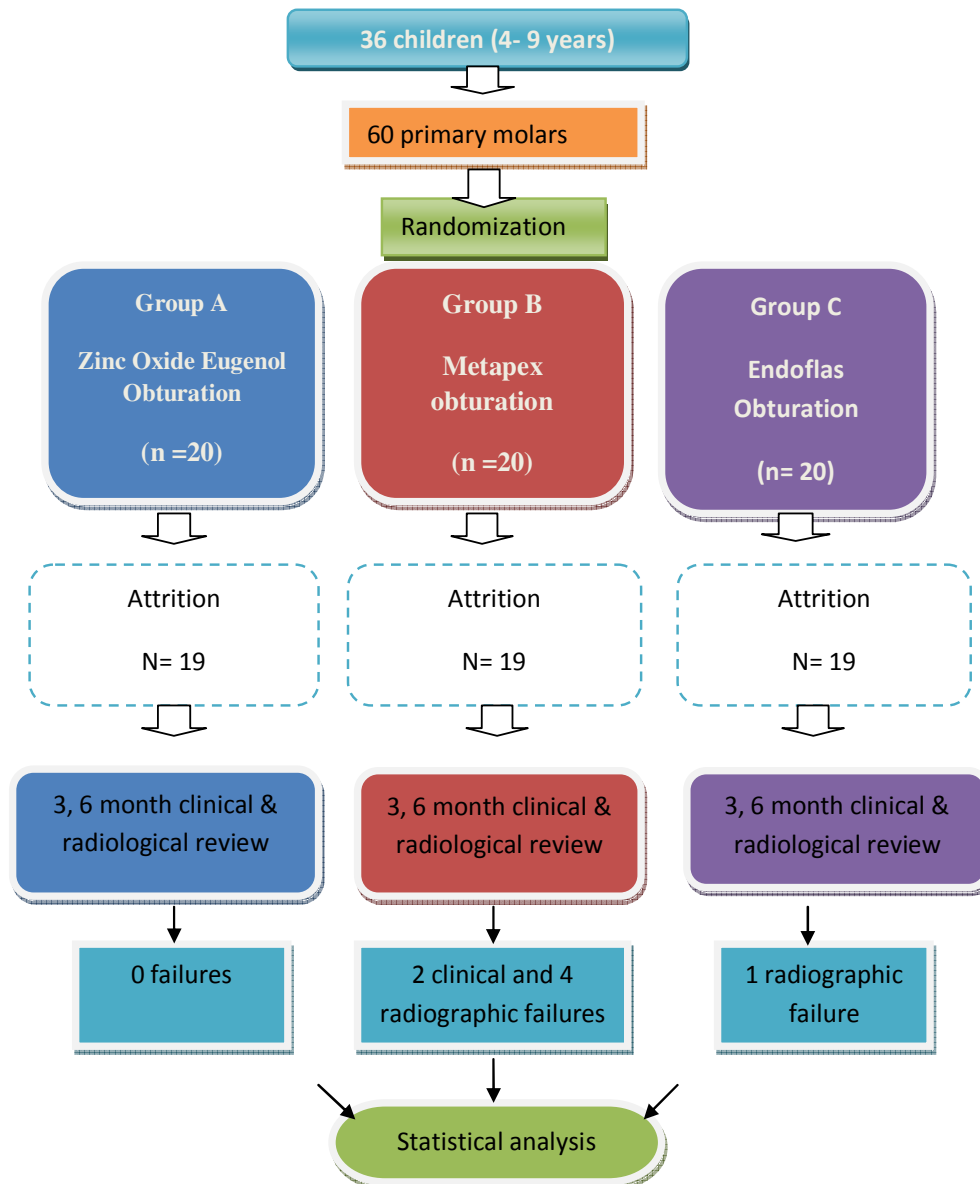 36 children (4- 9 years)
60 primary molars
Randomization
Group A
Zinc Oxide Eugenol
Obturation
(n =20)
Group B
Metapex
obturation
(n =20)
Group C
Endoflas
Obturation
(n= 20)
Attrition
N= 19
Attrition
N= 19
Attrition
N= 19
3, 6 month clinical &
radiological review
3, 6 month clinical &
radiological review
3, 6 month clinical &
radiological review
0 failures
2 clinical and 4
radiographic failures
1 radiographic
failure
Statistical analysis